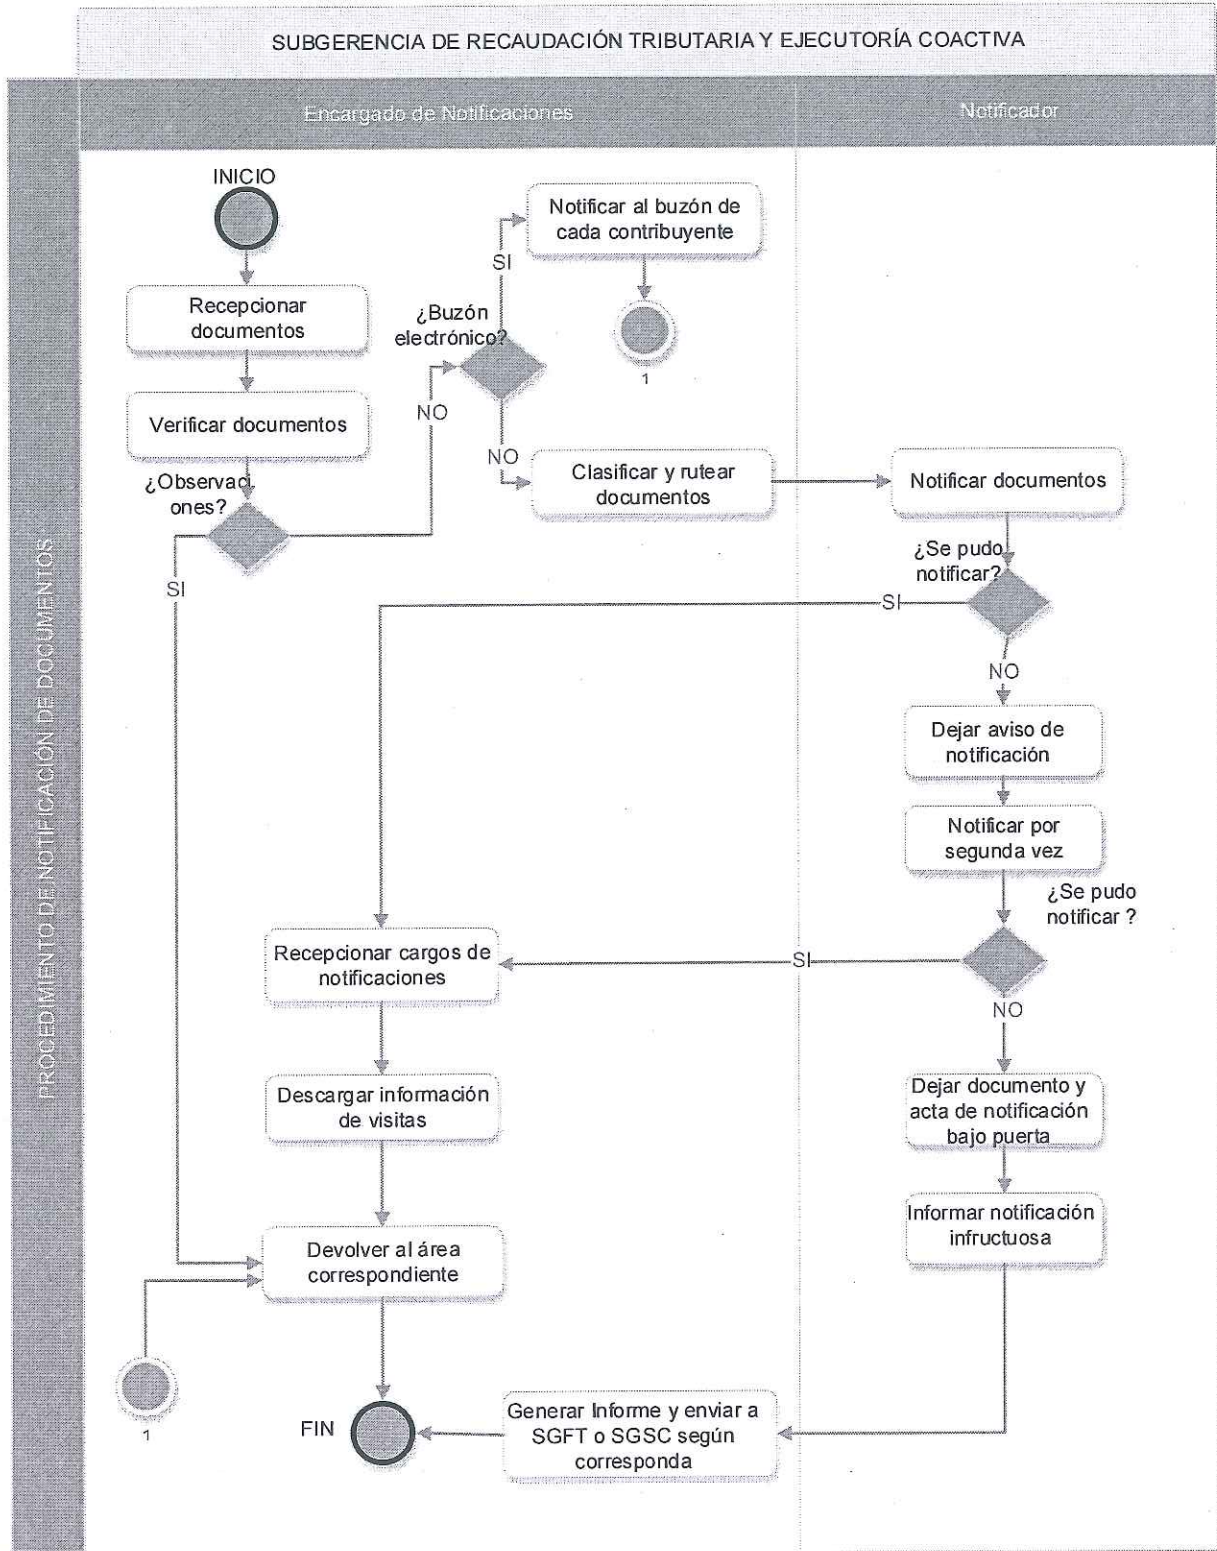 SUBGERENCIA DE RECAUDACIÓN TRIBUTARIA Y EJECUTORÍA COACTIVA
Encargado de Notificaciones
Notificador
PROCEDIMIENTO DE NOTIFICACIÓN DE DOCUMENTOS
INICIO
Recepcionar
documentos
Verificar documentos
¿Observaci
ones?
SI
NO
¿Buzón
electrónico?
SI
Notificar al buzón de
cada contribuyente
1
NO
Clasificar y rutear
documentos
Notificar documentos
¿Se pudo
notificar?
SI
NO
Dejar aviso de
notificación
Notificar por
segunda vez
¿Se pudo
notificar ?
SI
NO
Recepcionar cargos de
notificaciones
Descargar información
de visitas
Devolver al área
correspondiente
Dejar documento y
acta de notificación
bajo puerta
Informar notificación
infructuosa
1
FIN
Generar Informe y enviar a
SGFT o SGSC según
corresponda